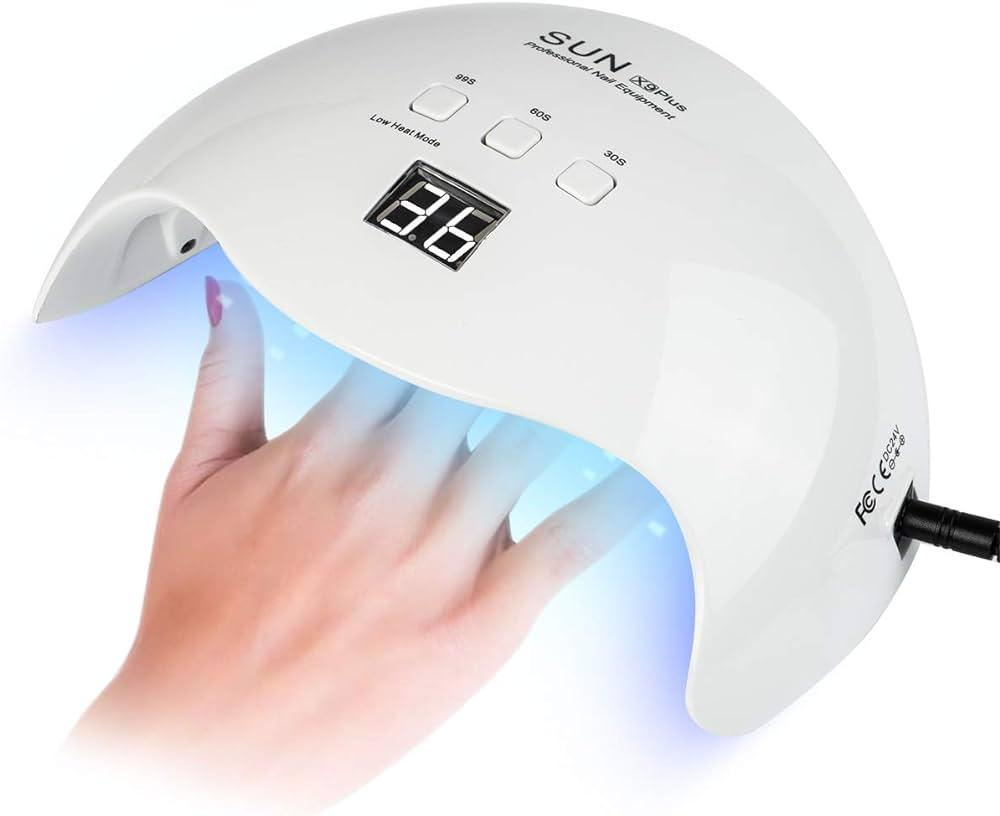 SUN X9Plus
Professional Nail Equipment
99S
60S
30S
Low Heat Mode
36
FC CE DC24V